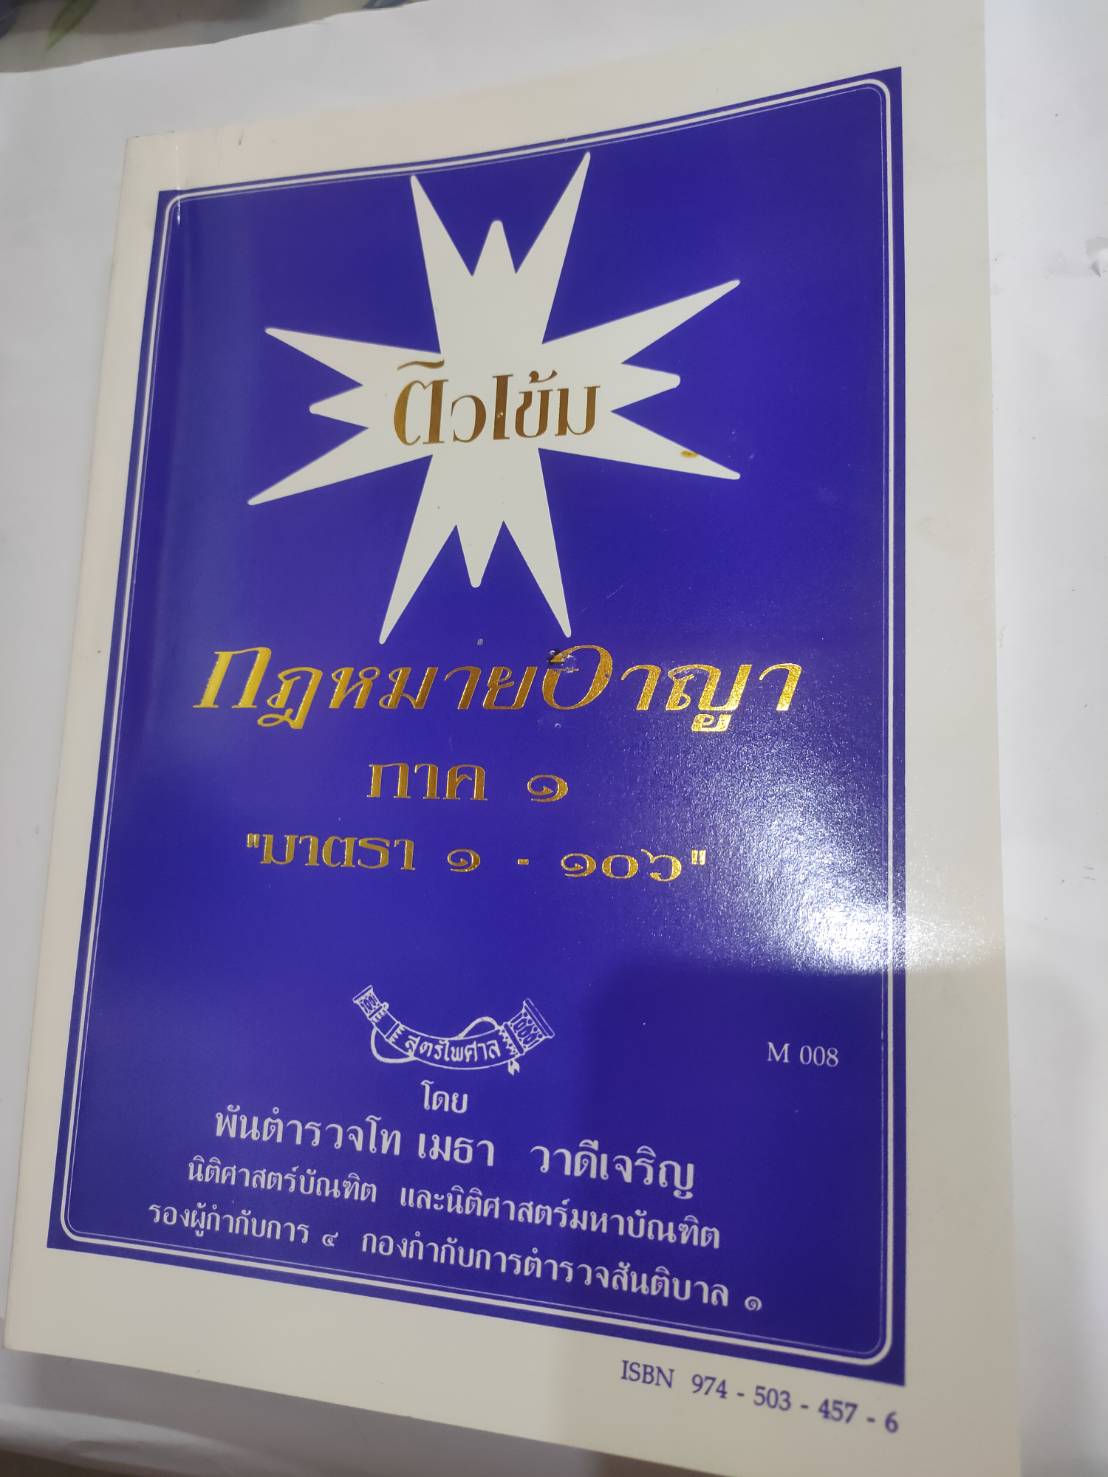 ติวเข้ม
กฎหมายอาญา
ภาค ๑
"มาตรา ๑ - ๑๐๖"
สูตรไพศาล
M 008
โดย
พันตำรวจโท เมธา วาดีเจริญ
นิติศาสตร์บัณฑิต และนิติศาสตร์มหาบัณฑิต
รองผู้กำกับการ ๔ กองกำกับการตำรวจสันติบาล ๑
ISBN 974 - 503 - 457 - 6